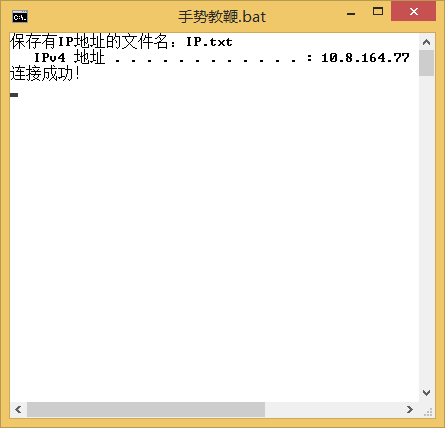 手势教鞭.bat
保存有IP地址的文件名：IP.txt
IPv4 地址 . . . . . . . . . . . . : 10.8.164.77
连接成功！